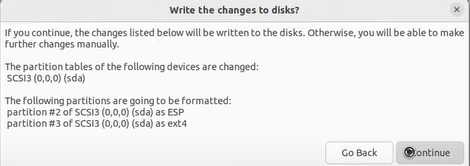 Write the changes to disks?
If you continue, the changes listed below will be written to the disks. Otherwise, you will be able to make
further changes manually.
The partition tables of the following devices are changed:
SCSI3 (0,0,0) (sda)
The following partitions are going to be formatted:
partition #2 of SCSI3 (0,0,0) (sda) as ESP
partition #3 of SCSI3 (0,0,0) (sda) as ext4
Go Back
Continue